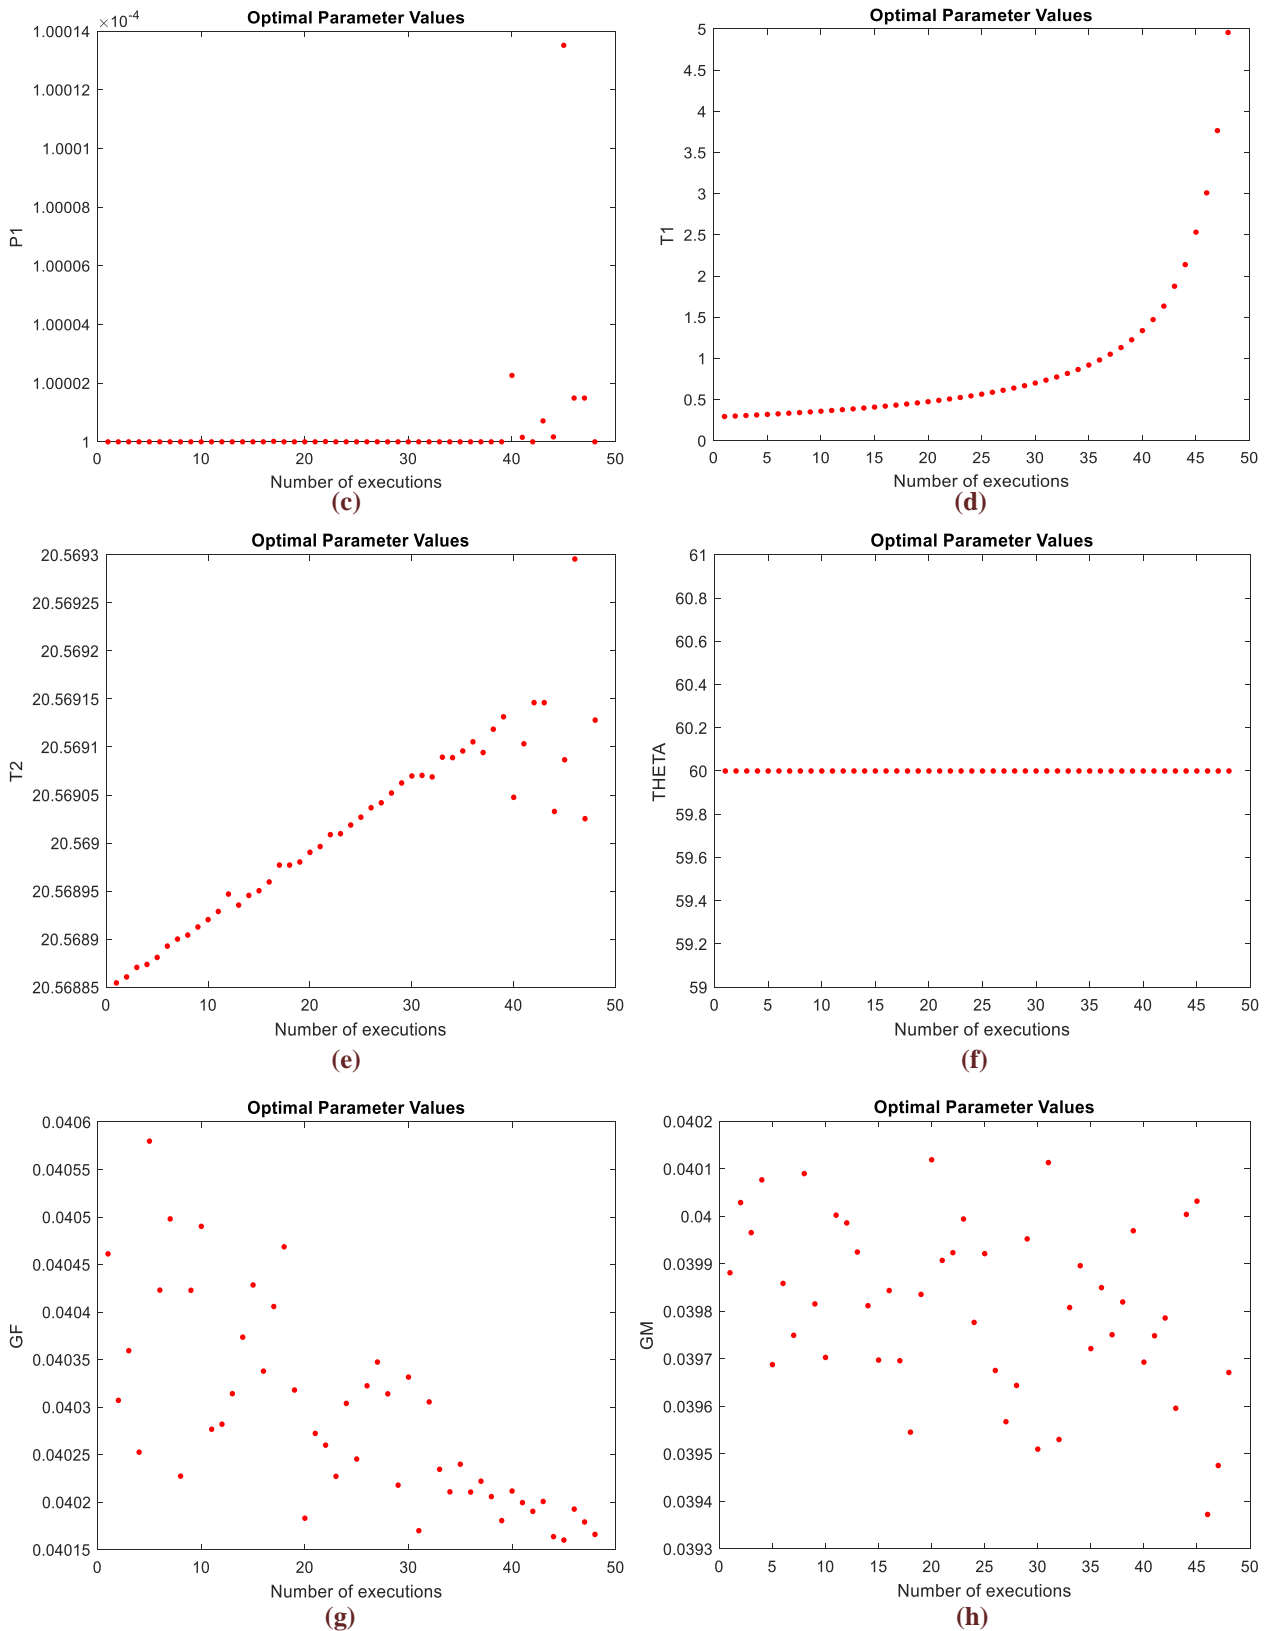 Optimal Parameter Values
×10-4
1.00014
1.00012
1.0001
1.00008
1.00006
1.00004
1.00002
1
P1
0 10 20 30 40 50
Number of executions
(c)
Optimal Parameter Values
5
4.5
4
3.5
3
2.5
2
1.5
1
0.5
0
T1
0 5 10 15 20 25 30 35 40 45 50
Number of executions
(d)
Optimal Parameter Values
20.5693
20.56925
20.5692
20.56915
20.5691
20.56905
20.569
20.56895
20.5689
20.56885
T2
0 10 20 30 40 50
Number of executions
(e)
Optimal Parameter Values
61
60.8
60.6
60.4
60.2
60
59.8
59.6
59.4
59.2
59
THETA
0 5 10 15 20 25 30 35 40 45 50
Number of executions
(f)
Optimal Parameter Values
0.0406
0.04055
0.0405
0.04045
0.0404
0.04035
0.0403
0.04025
0.0402
0.04015
GF
0 10 20 30 40 50
Number of executions
(g)
Optimal Parameter Values
0.0402
0.0401
0.04
0.0399
0.0398
0.0397
0.0396
0.0395
0.0394
0.0393
GM
0 5 10 15 20 25 30 35 40 45 50
Number of executions
(h)